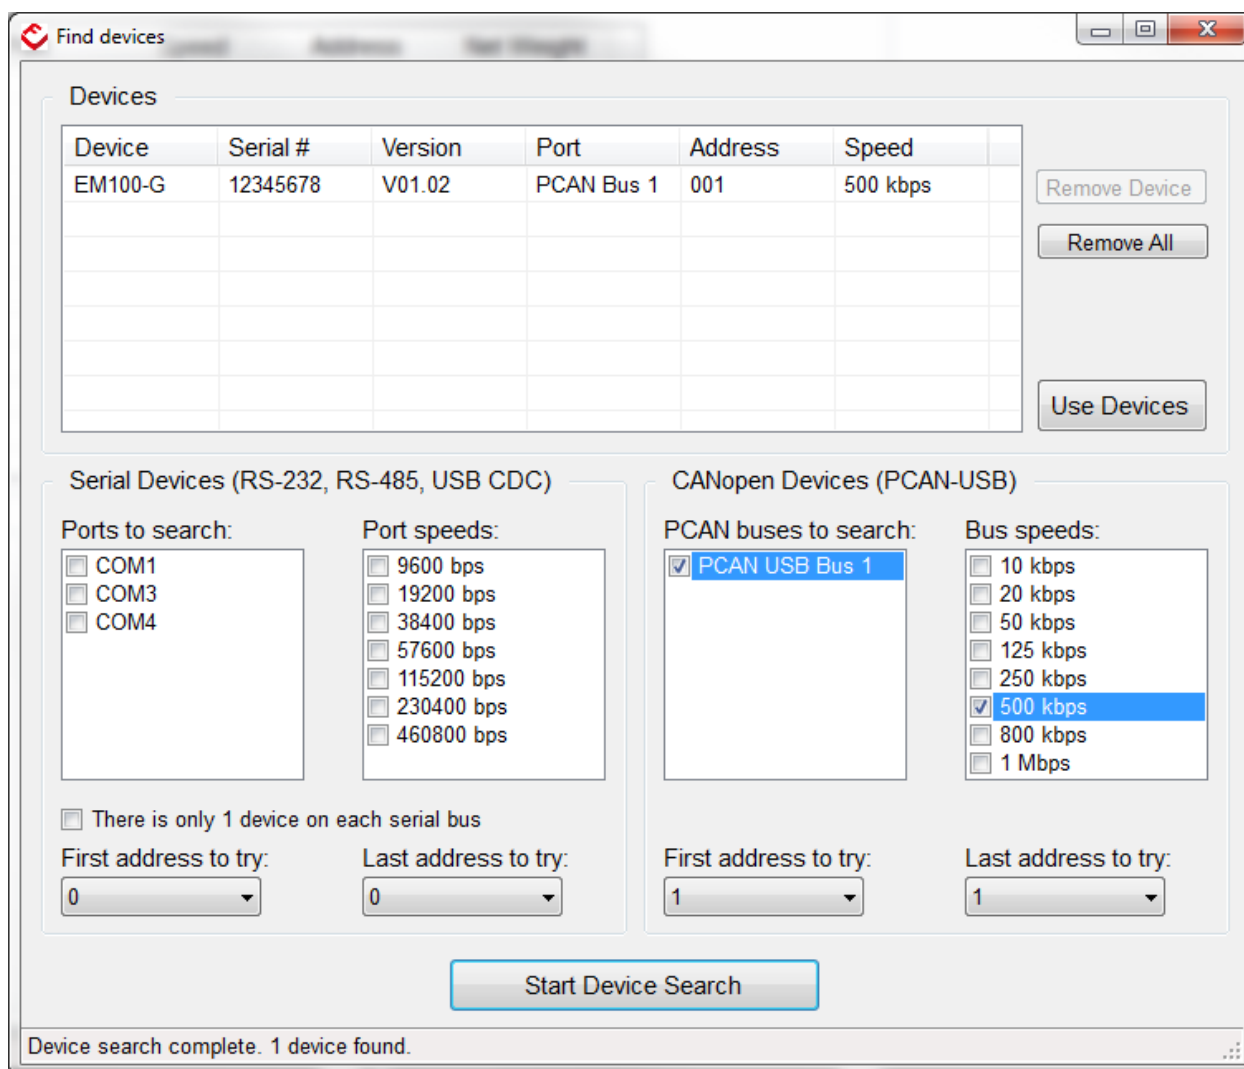 Find devices
Devices
Device Serial # Version Port Address Speed
EM100-G 12345678 V01.02 PCAN Bus 1 001 500 kbps
Remove Device
Remove All
Use Devices
Serial Devices (RS-232, RS-485, USB CDC)
Ports to search:
COM1
COM3
COM4
Port speeds:
9600 bps
19200 bps
38400 bps
57600 bps
115200 bps
230400 bps
460800 bps
There is only 1 device on each serial bus
First address to try:
0
Last address to try:
0
CANopen Devices (PCAN-USB)
PCAN buses to search:
PCAN USB Bus 1
Bus speeds:
10 kbps
20 kbps
50 kbps
125 kbps
250 kbps
500 kbps
800 kbps
1 Mbps
First address to try:
1
Last address to try:
1
Start Device Search
Device search complete. 1 device found.